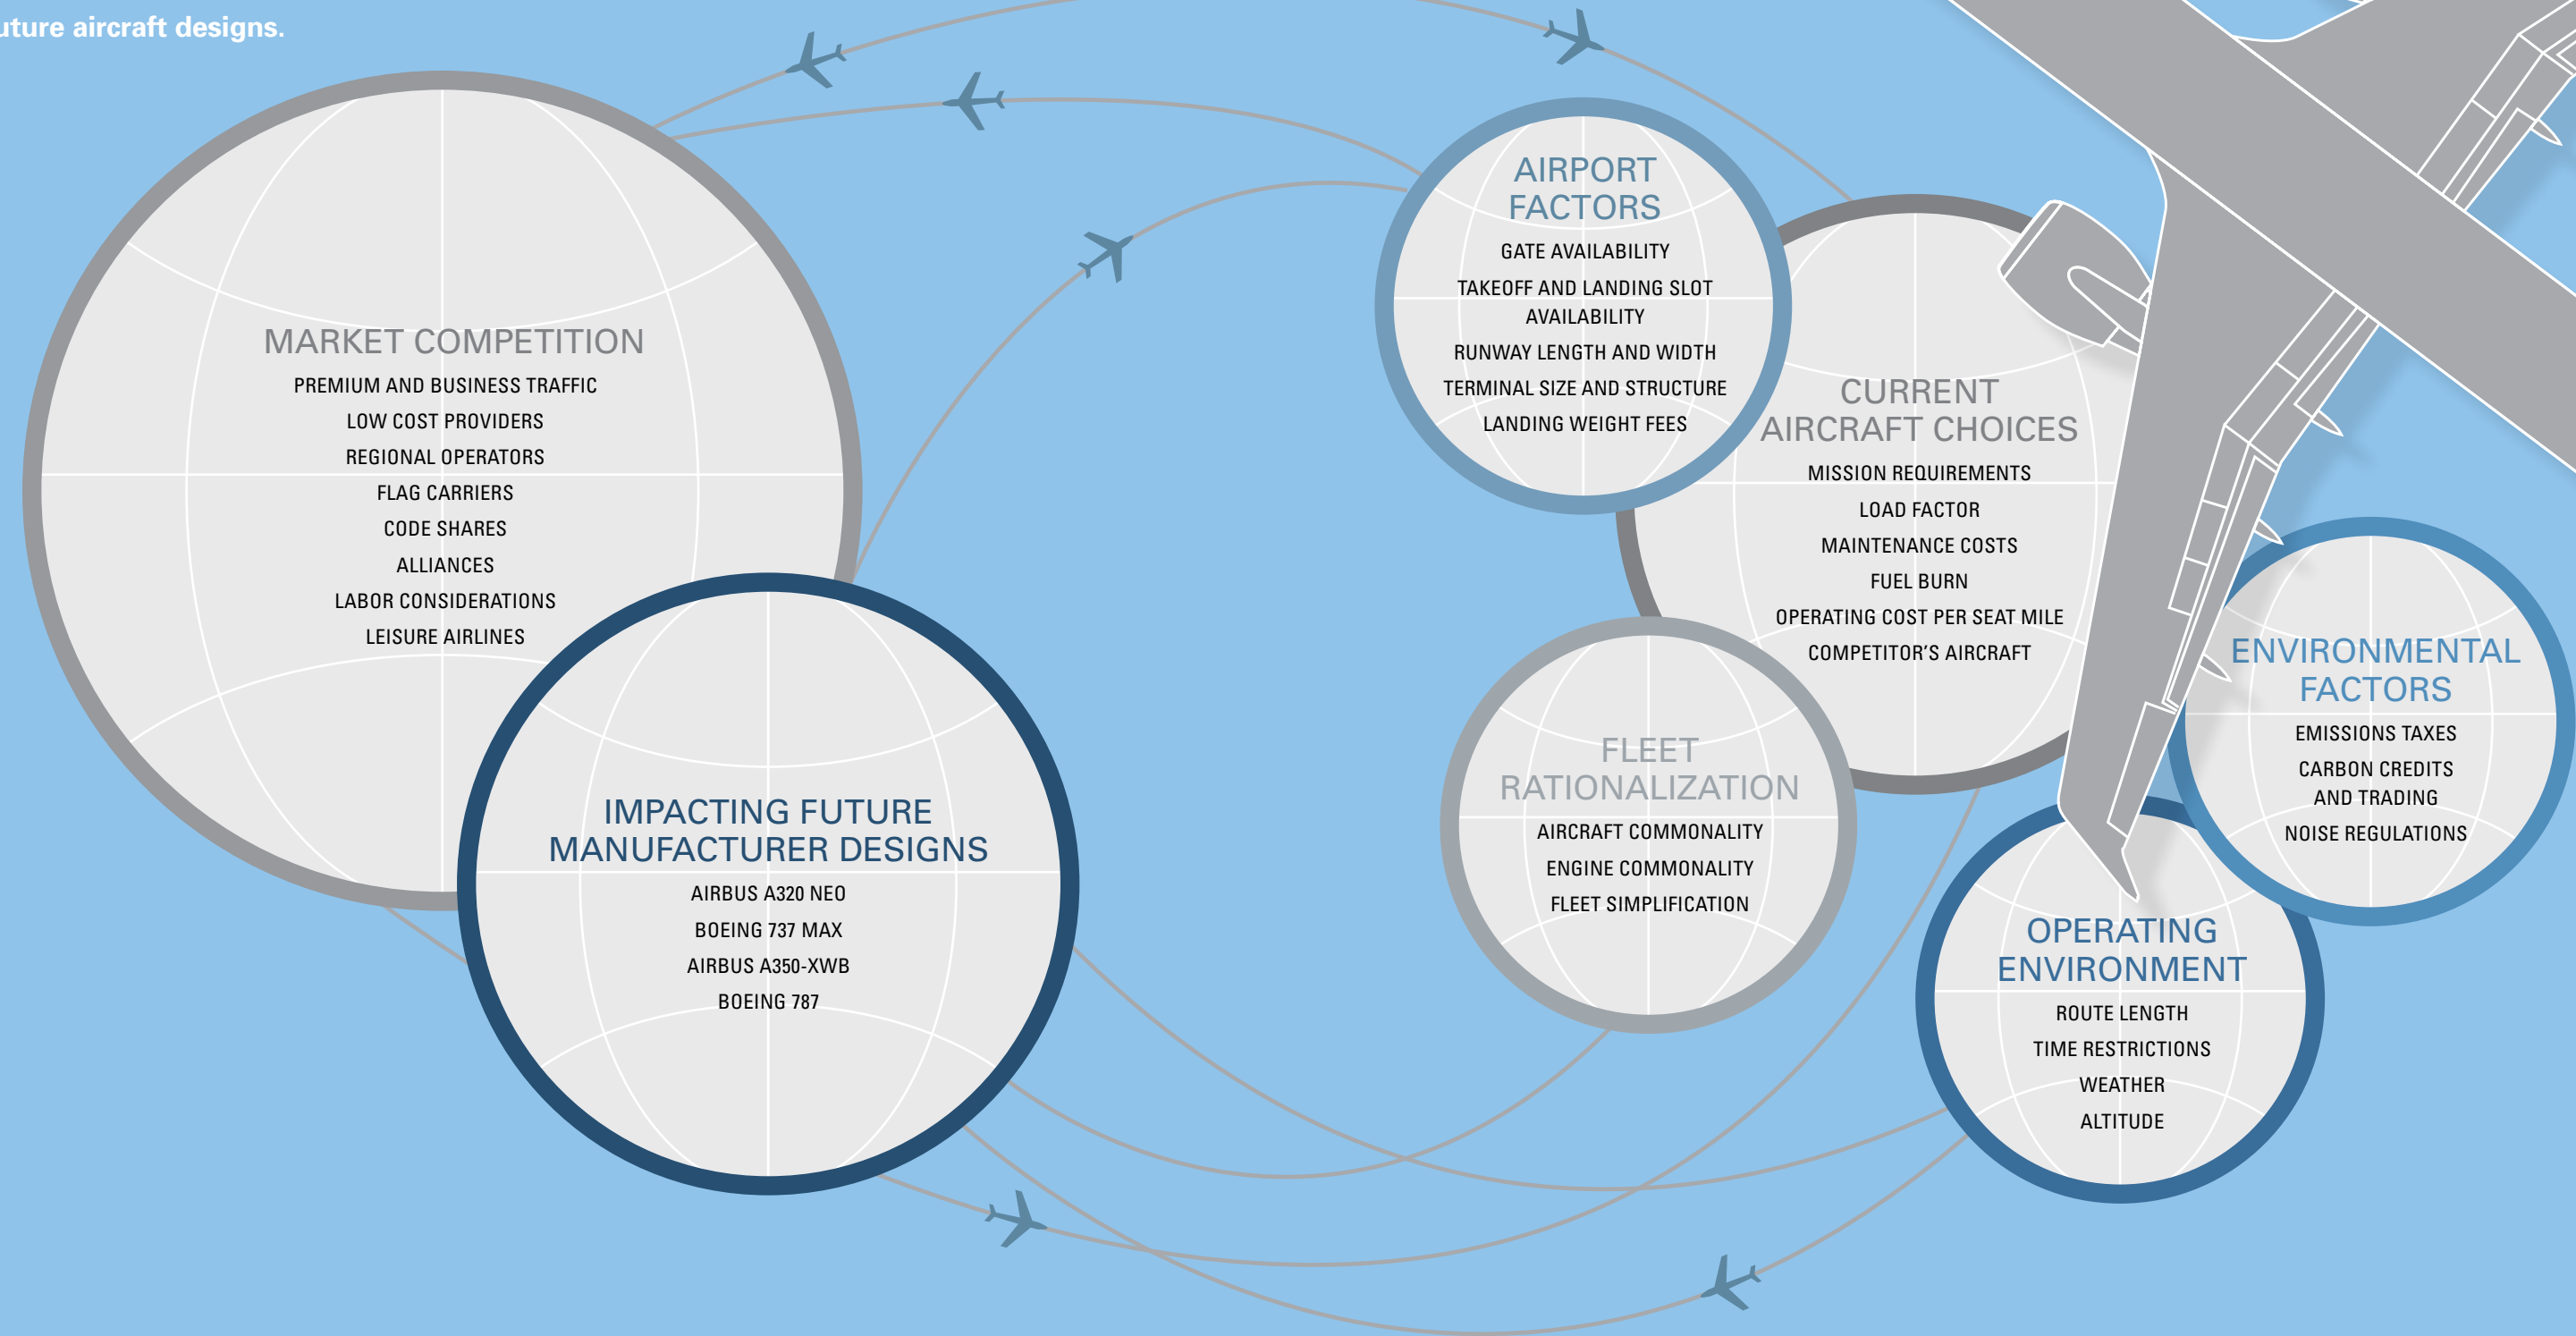 uture aircraft designs.
MARKET COMPETITION
PREMIUM AND BUSINESS TRAFFIC
LOW COST PROVIDERS
REGIONAL OPERATORS
FLAG CARRIERS
CODE SHARES
ALLIANCES
LABOR CONSIDERATIONS
LEISURE AIRLINES
IMPACTING FUTURE
MANUFACTURER DESIGNS
AIRBUS A320 NEO
BOEING 737 MAX
AIRBUS A350-XWB
BOEING 787
AIRPORT
FACTORS
GATE AVAILABILITY
TAKEOFF AND LANDING SLOT
AVAILABILITY
RUNWAY LENGTH AND WIDTH
TERMINAL SIZE AND STRUCTURE
LANDING WEIGHT FEES
CURRENT
AIRCRAFT CHOICES
MISSION REQUIREMENTS
LOAD FACTOR
MAINTENANCE COSTS
FUEL BURN
OPERATING COST PER SEAT MILE
COMPETITOR’S AIRCRAFT
FLEET
RATIONALIZATION
AIRCRAFT COMMONALITY
ENGINE COMMONALITY
FLEET SIMPLIFICATION
ENVIRONMENTAL
FACTORS
EMISSIONS TAXES
CARBON CREDITS
AND TRADING
NOISE REGULATIONS
OPERATING
ENVIRONMENT
ROUTE LENGTH
TIME RESTRICTIONS
WEATHER
ALTITUDE